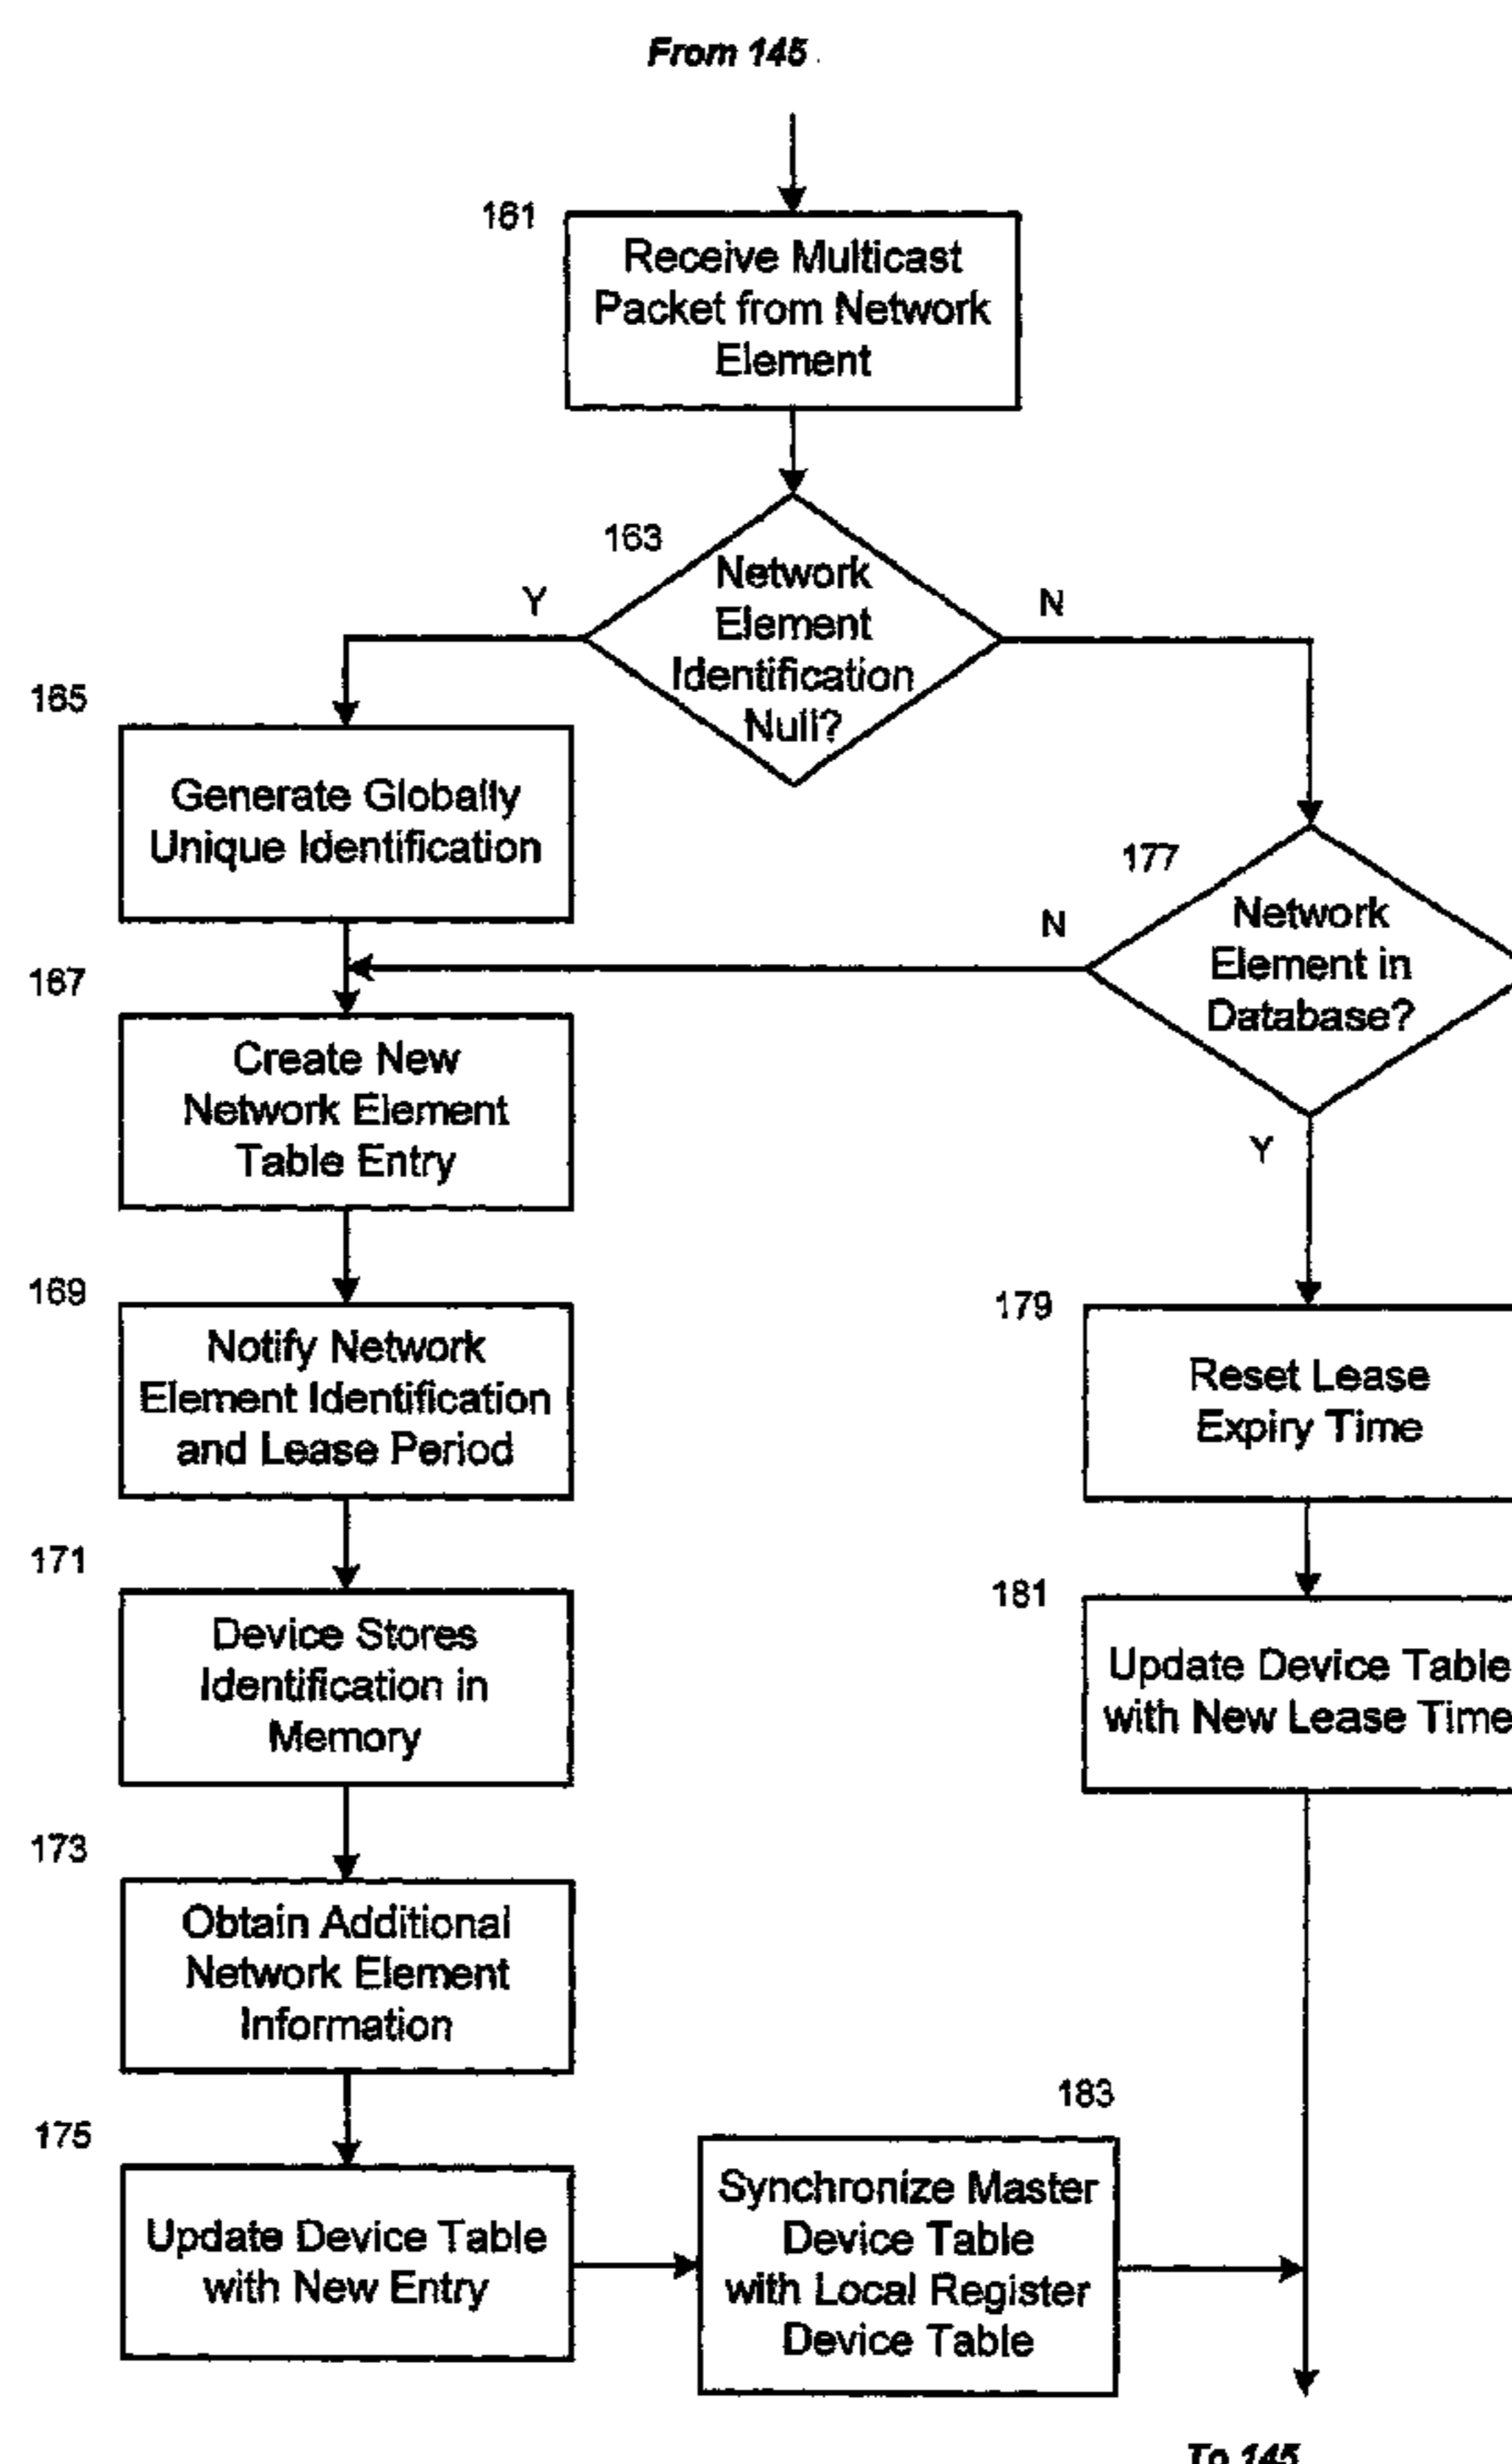 From 145
161
Receive Multicast
Packet from Network
Element
163
Network
Element
Identification
Null?
Y
N
165
Generate Globally
Unique Identification
177
Network
Element in
Database?
N
Y
167
Create New
Network Element
Table Entry
169
Notify Network
Element Identification
and Lease Period
179
Reset Lease
Expiry Time
171
Device Stores
Identification in
Memory
181
Update Device Table
with New Lease Time
173
Obtain Additional
Network Element
Information
175
Update Device Table
with New Entry
183
Synchronize Master
Device Table
with Local Register
Device Table
To 145